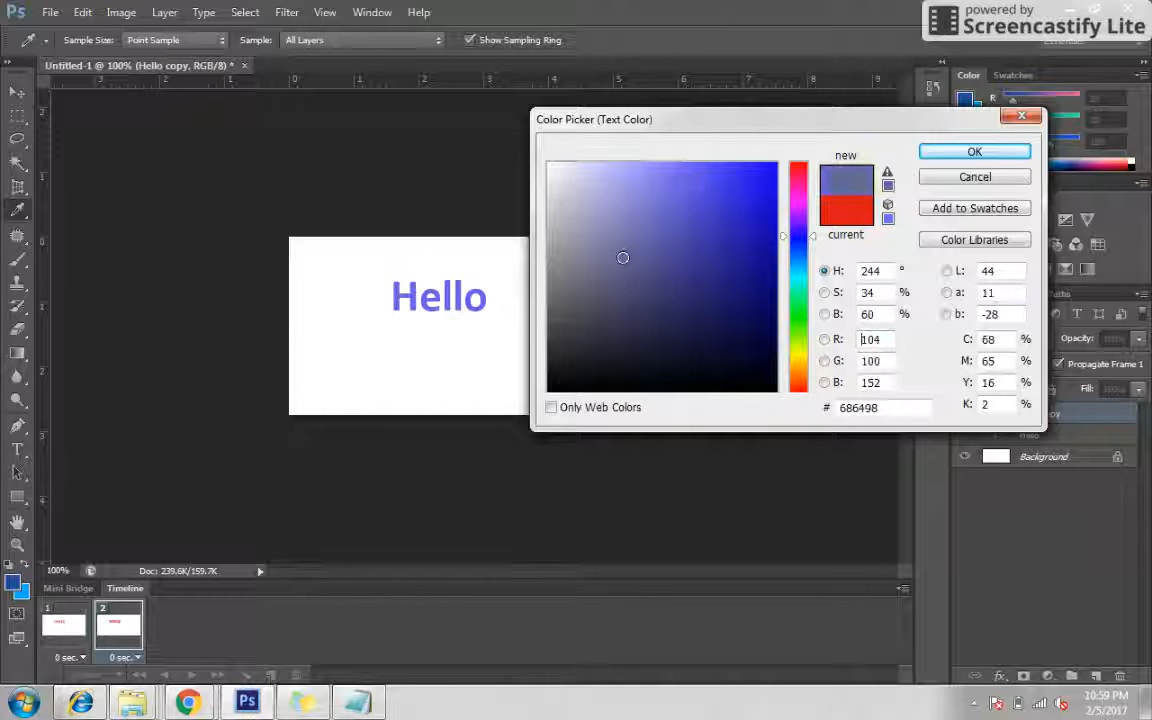 powered by
Screencastify Lite
Ps File Edit Image Layer Type Select Filter View Window Help
Sample Size: Point Sample Sample: All Layers Show Sampling Ring
Untitled-1 @ 100% (Hello copy, RGB/8) * ×
Color Swatches
R
Color Picker (Text Color)
new
current
OK
Cancel
Add to Swatches
Color Libraries
H: 244 ° L: 44
S: 34 % a: 11
B: 60 % b: -28
R: 104 C: 68 %
G: 100 M: 65 %
B: 152 Y: 16 %
# 686498 K: 2 %
Only Web Colors
Hello
Paths
Opacity:
Propagate Frame 1
Fill:
Background
100% Doc: 239.6K/159.7K
Mini Bridge Timeline
1 2
0 sec. 0 sec.
10:59 PM
2/5/2017